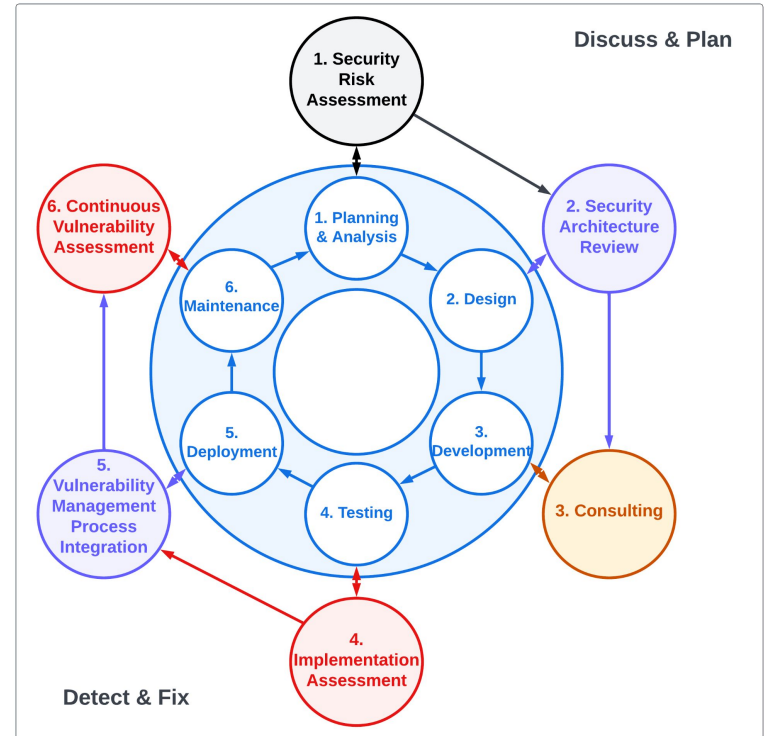 Discuss & Plan
1. Security
Risk
Assessment
2. Security
Architecture
Review
6. Continuous
Vulnerability
Assessment
1. Planning
& Analysis
2. Design
6.
Maintenance
3.
Development
5.
Deployment
4. Testing
3. Consulting
5.
Vulnerability
Management
Process
Integration
4.
Implementation
Assessment
Detect & Fix